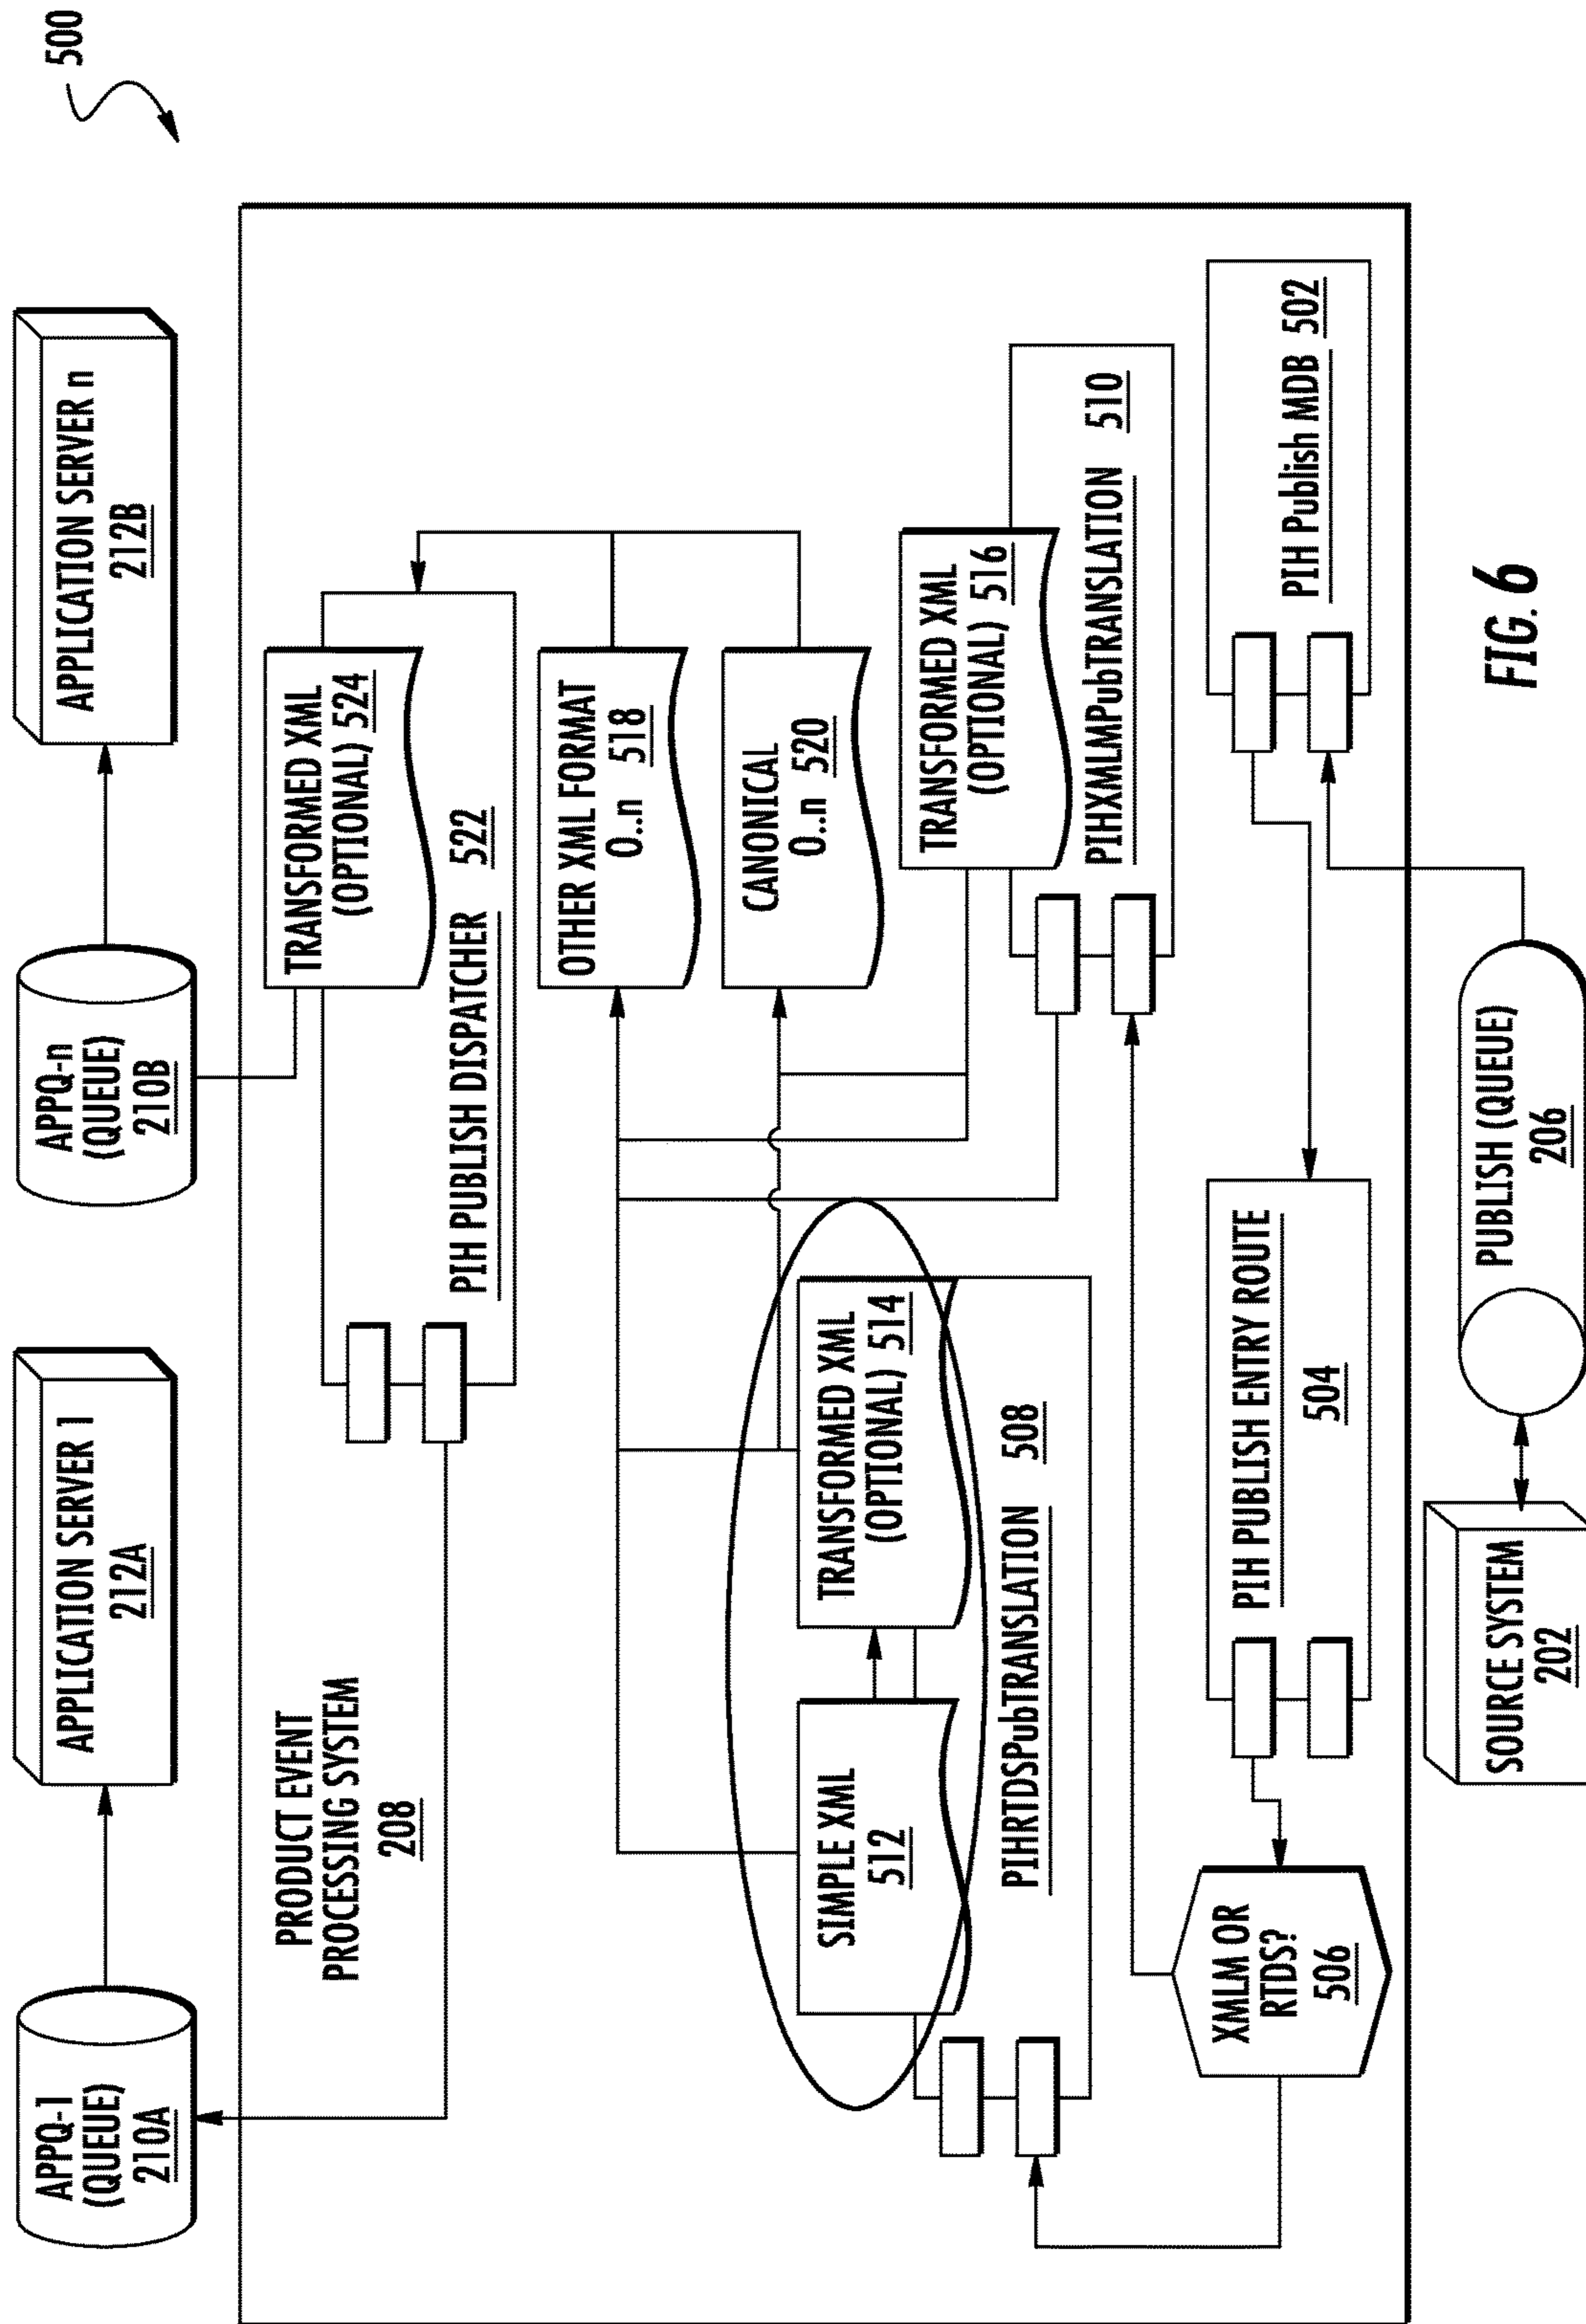 500
APPQ-1
(QUEUE)
210A
APPLICATION SERVER 1
212A
APPQ-n
(QUEUE)
210B
APPLICATION SERVER n
212B
PRODUCT EVENT
PROCESSING SYSTEM
208
TRANSFORMED XML
(OPTIONAL) 524
PIH PUBLISH DISPATCHER 522
OTHER XML FORMAT
0..n 518
CANONICAL
0..n 520
SIMPLE XML
512
TRANSFORMED XML
(OPTIONAL) 514
PIHRTDSPubTRANSLATION 508
TRANSFORMED XML
(OPTIONAL) 516
PIHXMLMPubTRANSLATION 510
XMLM OR
RTDS?
506
PIH PUBLISH ENTRY ROUTE
504
PIH Publish MDB 502
SOURCE SYSTEM
202
PUBLISH (QUEUE)
206
FIG. 6